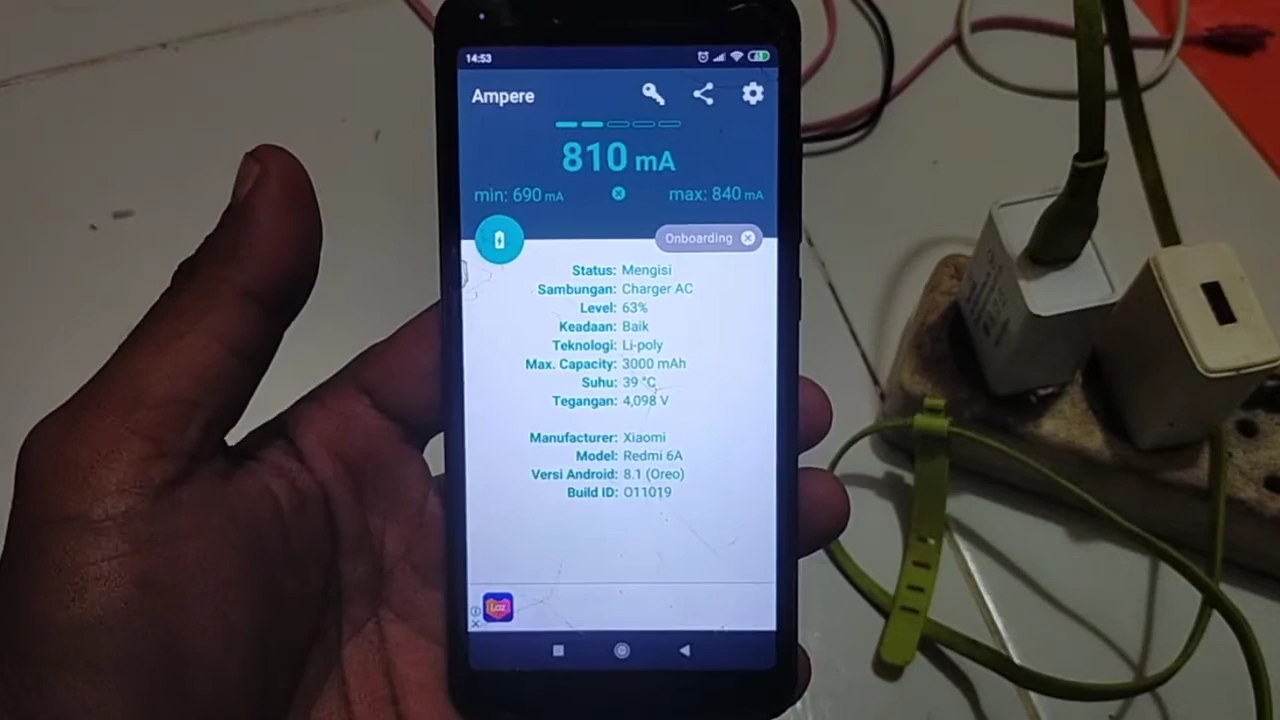 14:53
63
Ampere
810 mA
min: 690 mA
max: 840 mA
Onboarding
Status: Mengisi
Sambungan: Charger AC
Level: 63%
Keadaan: Baik
Teknologi: Li-poly
Max. Capacity: 3000 mAh
Suhu: 39 °C
Tegangan: 4,098 V
Manufacturer: Xiaomi
Model: Redmi 6A
Versi Android: 8.1 (Oreo)
Build ID: O11019
Laz